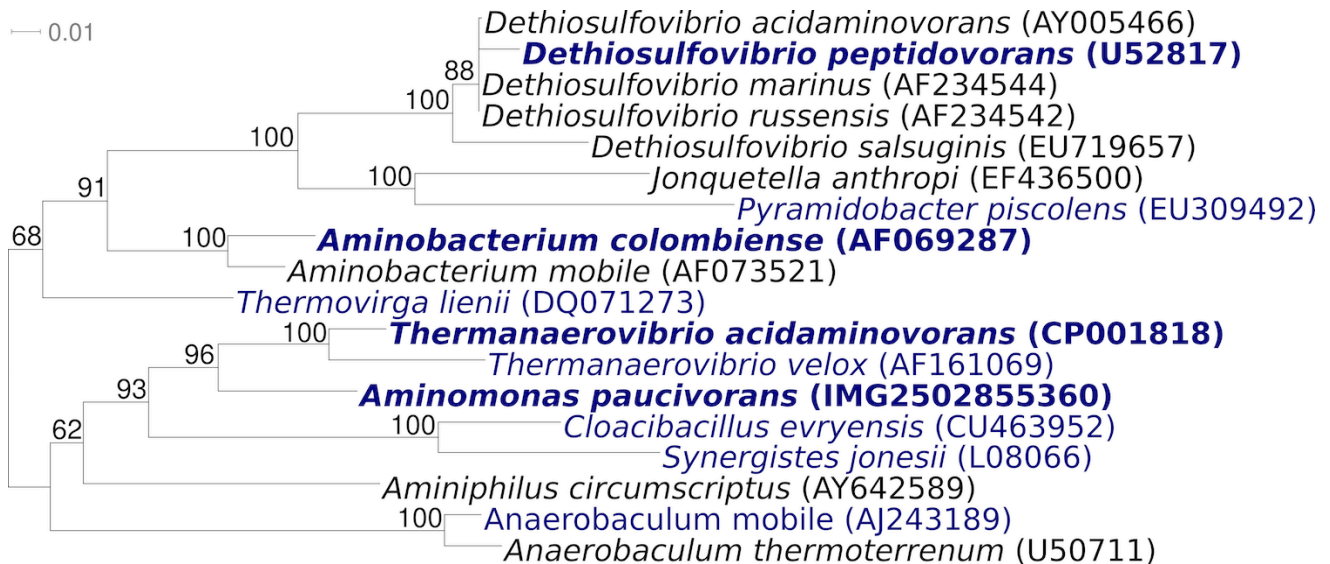 0.01
Dethiosulfovibrio acidaminovorans (AY005466)
Dethiosulfovibrio peptidovorans (U52817)
88
Dethiosulfovibrio marinus (AF234544)
100
Dethiosulfovibrio russensis (AF234542)
100
Dethiosulfovibrio salsuginis (EU719657)
100
Jonquetella anthropi (EF436500)
91
Pyramidobacter piscolens (EU309492)
68
100
Aminobacterium colombiense (AF069287)
Aminobacterium mobile (AF073521)
Thermovirga lienii (DQ071273)
100
Thermanaerovibrio acidaminovorans (CP001818)
96
Thermanaerovibrio velox (AF161069)
93
Aminomonas paucivorans (IMG2502855360)
100
Cloacibacillus evryensis (CU463952)
62
Synergistes jonesii (L08066)
Aminiphilus circumscriptus (AY642589)
100
Anaerobaculum mobile (AJ243189)
Anaerobaculum thermoterrenum (U50711)